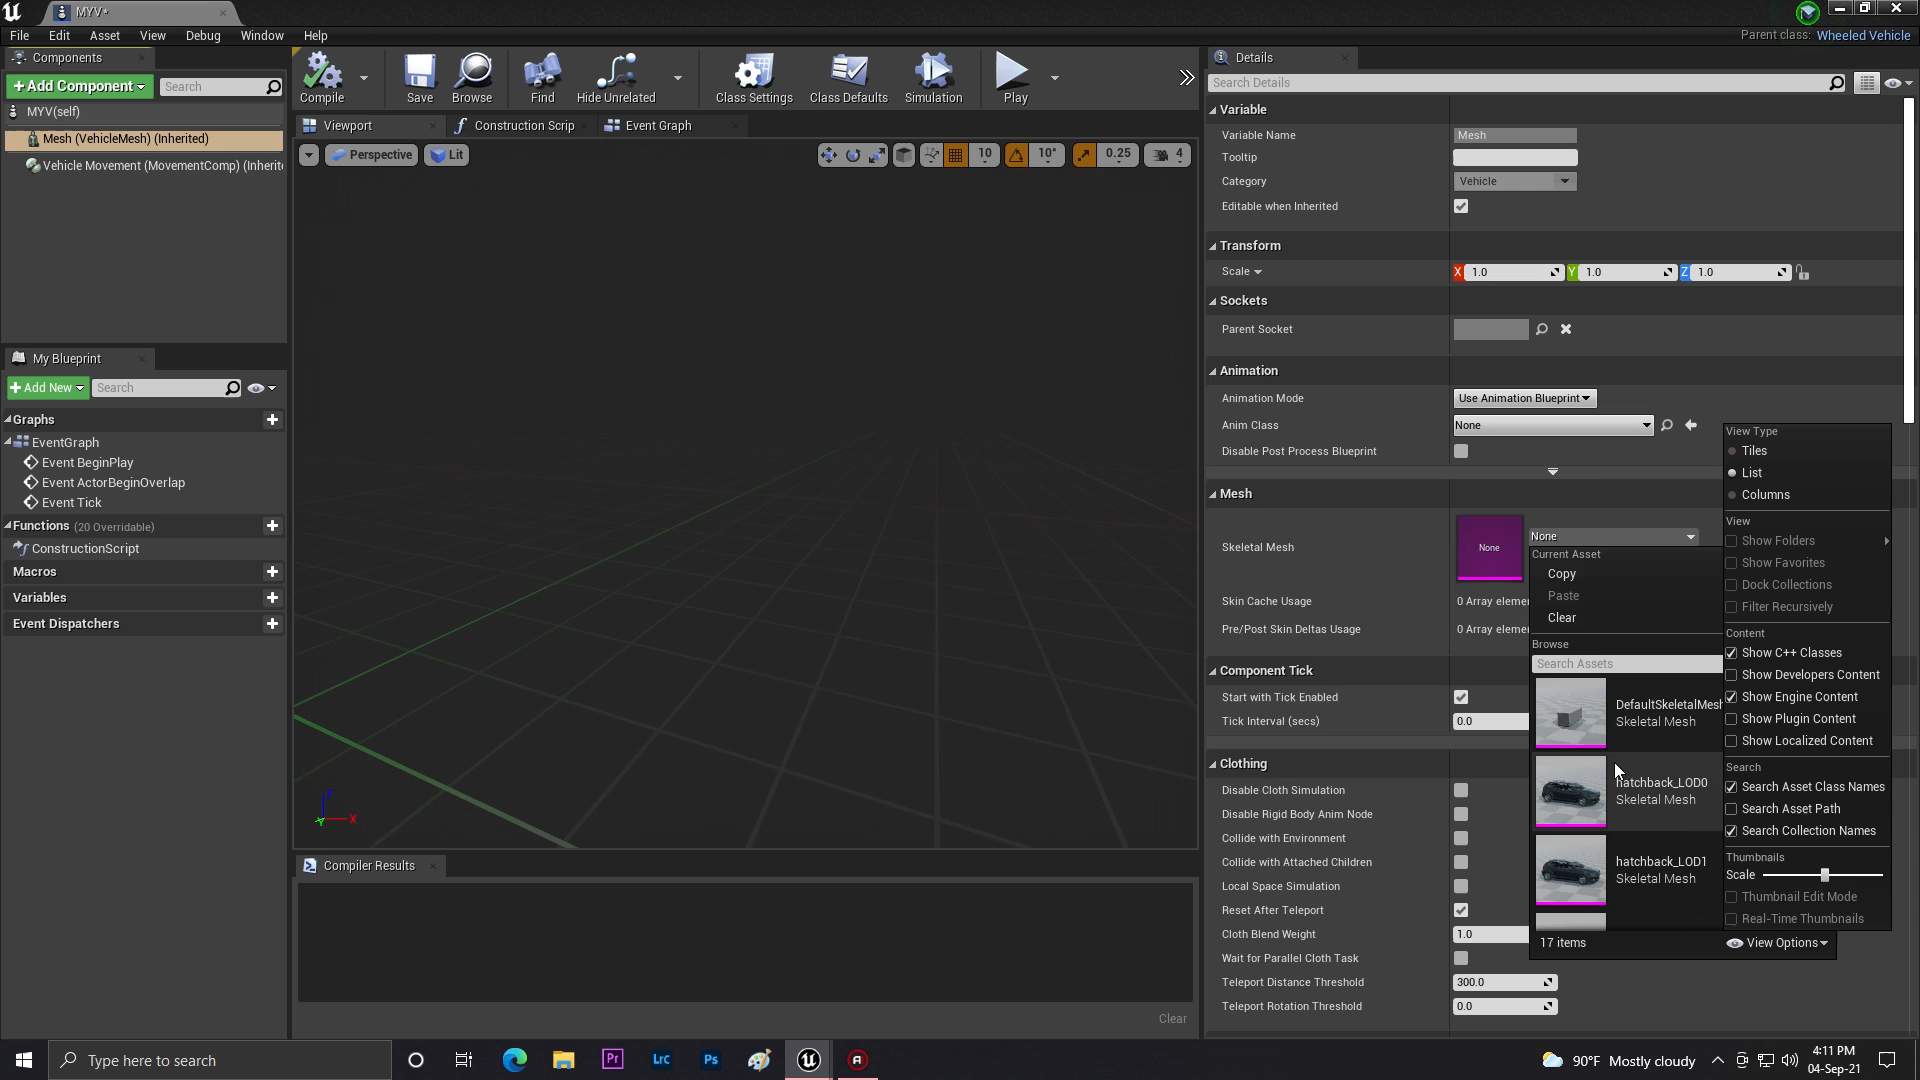 MYV*
File Edit Asset View Debug Window Help
Parent class: Wheeled Vehicle
Components
+ Add Component
Search
MYV(self)
Mesh (VehicleMesh) (Inherited)
Vehicle Movement (MovementComp) (Inherit
My Blueprint
+ Add New
Search
Graphs
EventGraph
Event BeginPlay
Event ActorBeginOverlap
Event Tick
Functions (20 Overridable)
ConstructionScript
Macros
Variables
Event Dispatchers
Compile Save Browse Find Hide Unrelated Class Settings Class Defaults Simulation Play
Viewport Construction Scrip Event Graph
Perspective Lit 10 10° 0.25 4
Z
X
Y
Compiler Results
Clear
Details
Search Details
Variable
Variable Name Mesh
Tooltip
Category Vehicle
Editable when Inherited
Transform
Scale X 1.0 Y 1.0 Z 1.0
Sockets
Parent Socket
Animation
Animation Mode Use Animation Blueprint
Anim Class None
Disable Post Process Blueprint
Mesh
Skeletal Mesh None None
Skin Cache Usage 0 Array elemen
Pre/Post Skin Deltas Usage 0 Array elemen
Component Tick
Start with Tick Enabled
Tick Interval (secs) 0.0
Clothing
Disable Cloth Simulation
Disable Rigid Body Anim Node
Collide with Environment
Collide with Attached Children
Local Space Simulation
Reset After Teleport
Cloth Blend Weight 1.0
Wait for Parallel Cloth Task
Teleport Distance Threshold 300.0
Teleport Rotation Threshold 0.0
Current Asset
Copy
Paste
Clear
Browse
Search Assets
DefaultSkeletalMesh
Skeletal Mesh
hatchback_LOD0
Skeletal Mesh
hatchback_LOD1
Skeletal Mesh
17 items
View Options
View Type
Tiles
List
Columns
View
Show Folders
Show Favorites
Dock Collections
Filter Recursively
Content
Show C++ Classes
Show Developers Content
Show Engine Content
Show Plugin Content
Show Localized Content
Search
Search Asset Class Names
Search Asset Path
Search Collection Names
Thumbnails
Scale
Thumbnail Edit Mode
Real-Time Thumbnails
Type here to search
Pr Lrc Ps
90°F Mostly cloudy
4:11 PM
04-Sep-21